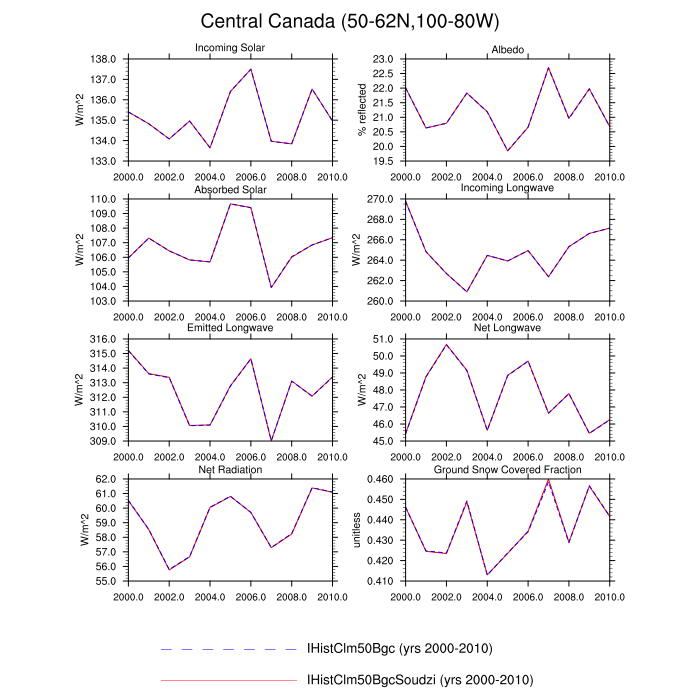 Central Canada (50-62N,100-80W)
Incoming Solar
W/m^2
138.0
137.0
136.0
135.0
134.0
133.0
2000.0 2002.0 2004.0 2006.0 2008.0 2010.0
Albedo
% reflected
23.0
22.5
22.0
21.5
21.0
20.5
20.0
19.5
2000.0 2002.0 2004.0 2006.0 2008.0 2010.0
Absorbed Solar
W/m^2
110.0
109.0
108.0
107.0
106.0
105.0
104.0
103.0
2000.0 2002.0 2004.0 2006.0 2008.0 2010.0
Incoming Longwave
W/m^2
270.0
268.0
266.0
264.0
262.0
260.0
2000.0 2002.0 2004.0 2006.0 2008.0 2010.0
Emitted Longwave
W/m^2
316.0
315.0
314.0
313.0
312.0
311.0
310.0
309.0
2000.0 2002.0 2004.0 2006.0 2008.0 2010.0
Net Longwave
W/m^2
51.0
50.0
49.0
48.0
47.0
46.0
45.0
2000.0 2002.0 2004.0 2006.0 2008.0 2010.0
Net Radiation
W/m^2
62.0
61.0
60.0
59.0
58.0
57.0
56.0
55.0
2000.0 2002.0 2004.0 2006.0 2008.0 2010.0
Ground Snow Covered Fraction
unitless
0.460
0.450
0.440
0.430
0.420
0.410
2000.0 2002.0 2004.0 2006.0 2008.0 2010.0
IHistClm50Bgc (yrs 2000-2010)
IHistClm50BgcSoudzi (yrs 2000-2010)